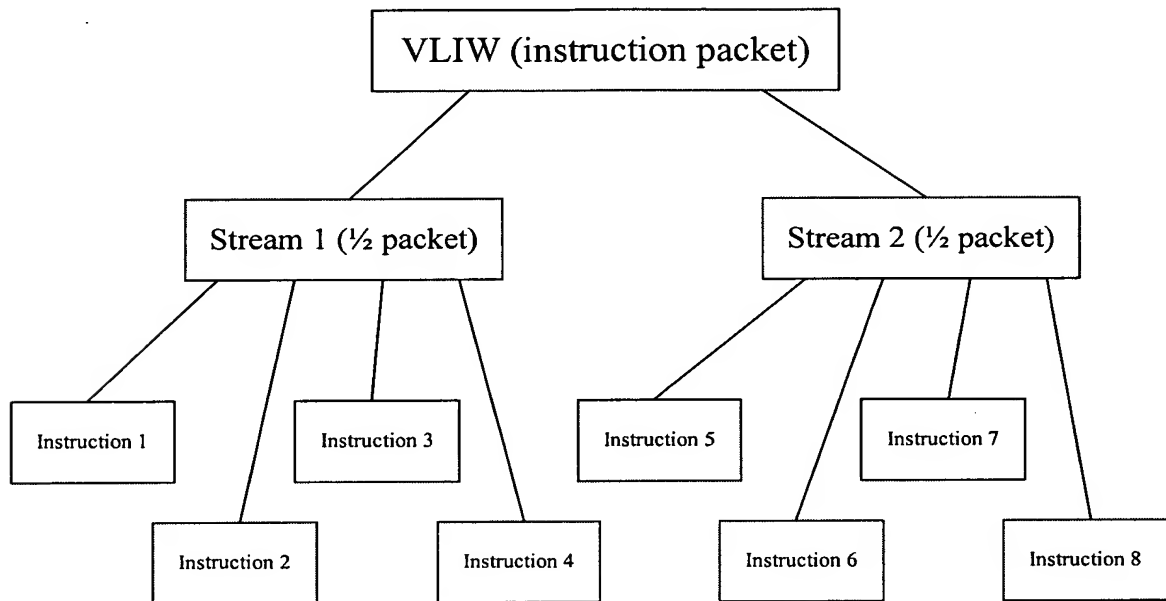 VLIW (instruction packet)
Stream 1 (½ packet)
Stream 2 (½ packet)
Instruction 1
Instruction 3
Instruction 5
Instruction 7
Instruction 2
Instruction 4
Instruction 6
Instruction 8